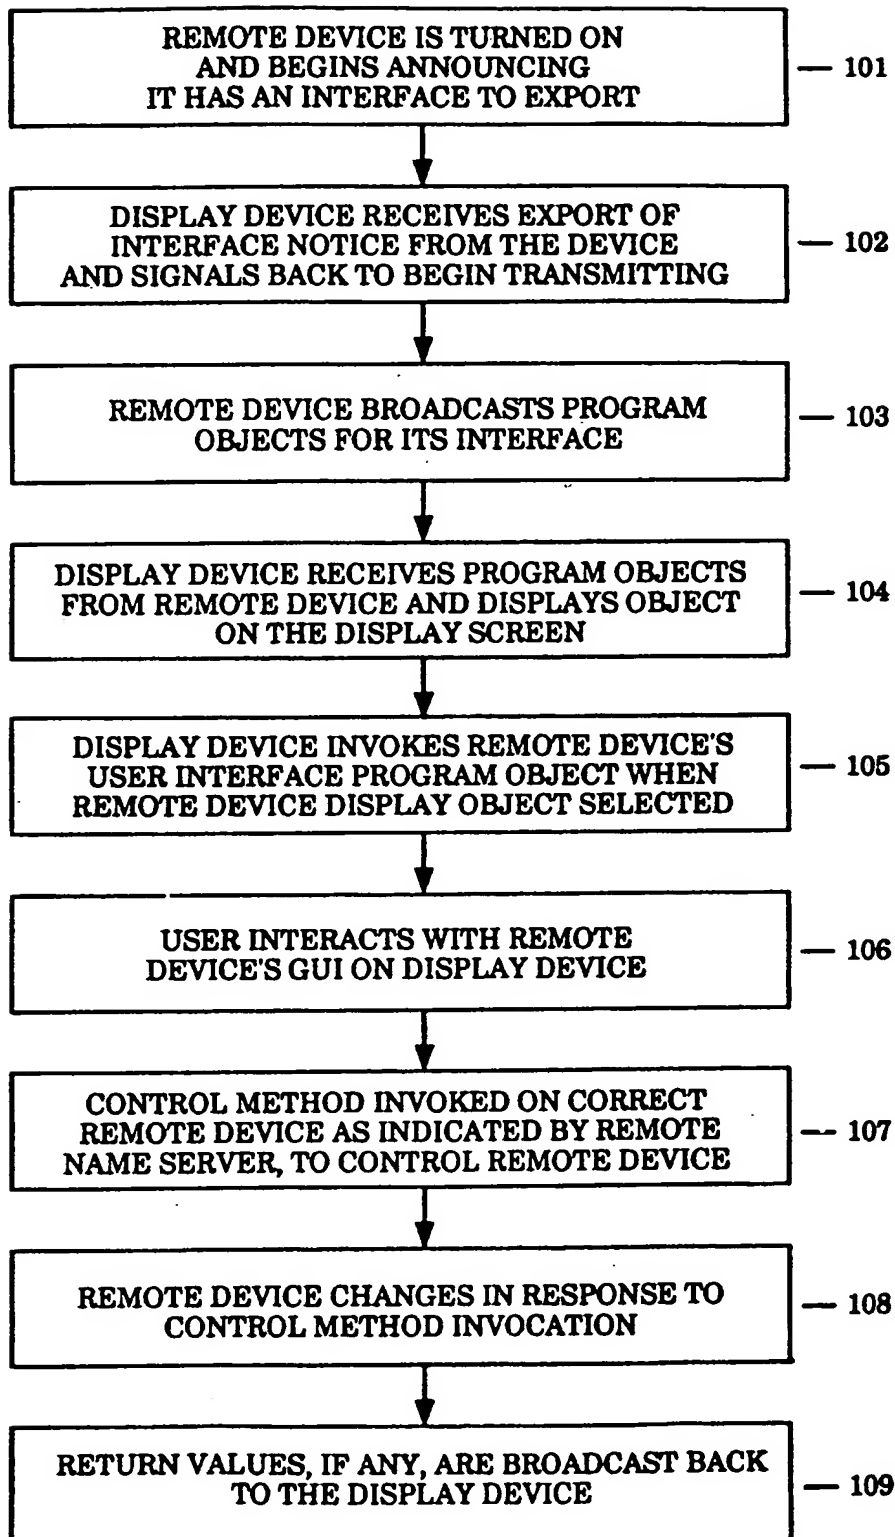 REMOTE DEVICE IS TURNED ON
AND BEGINS ANNOUNCING
IT HAS AN INTERFACE TO EXPORT
101
DISPLAY DEVICE RECEIVES EXPORT OF
INTERFACE NOTICE FROM THE DEVICE
AND SIGNALS BACK TO BEGIN TRANSMITTING
102
REMOTE DEVICE BROADCASTS PROGRAM
OBJECTS FOR ITS INTERFACE
103
DISPLAY DEVICE RECEIVES PROGRAM OBJECTS
FROM REMOTE DEVICE AND DISPLAYS OBJECT
ON THE DISPLAY SCREEN
104
DISPLAY DEVICE INVOKES REMOTE DEVICE'S
USER INTERFACE PROGRAM OBJECT WHEN
REMOTE DEVICE DISPLAY OBJECT SELECTED
105
USER INTERACTS WITH REMOTE
DEVICE'S GUI ON DISPLAY DEVICE
106
CONTROL METHOD INVOKED ON CORRECT
REMOTE DEVICE AS INDICATED BY REMOTE
NAME SERVER, TO CONTROL REMOTE DEVICE
107
REMOTE DEVICE CHANGES IN RESPONSE TO
CONTROL METHOD INVOCATION
108
RETURN VALUES, IF ANY, ARE BROADCAST BACK
TO THE DISPLAY DEVICE
109